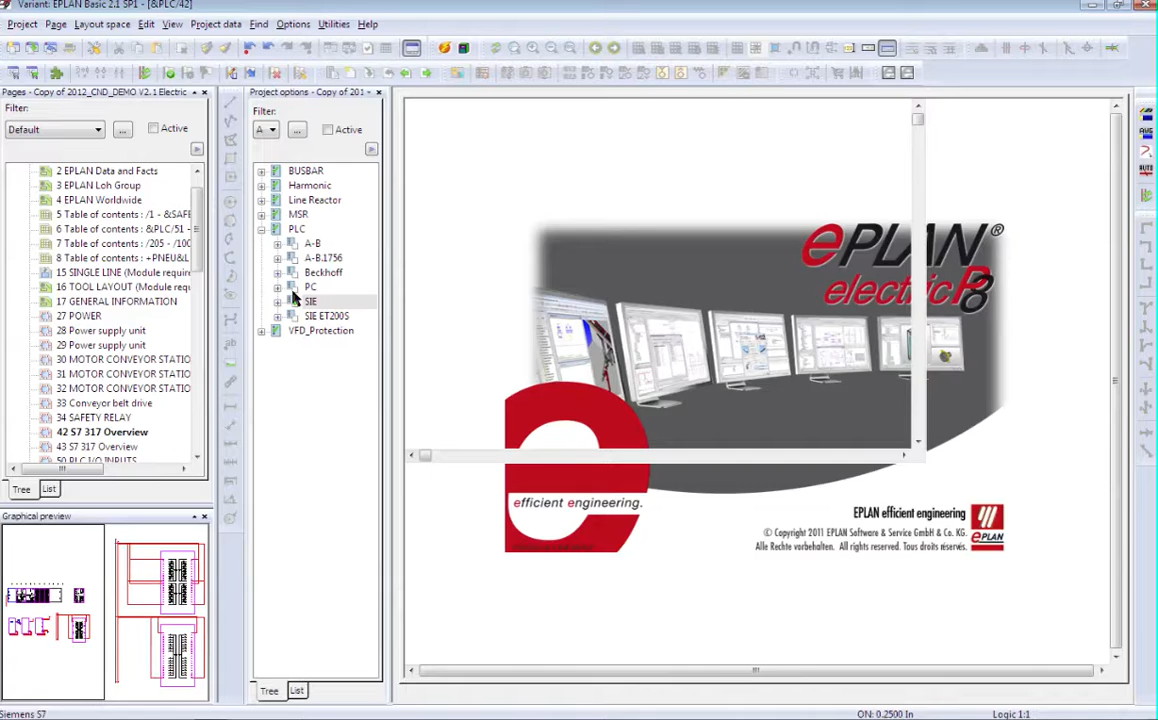 Variant: EPLAN Basic 2.1 SP1 - [&PLC/42]
Project Page Layout space Edit View Project data Find Options Utilities Help
Pages - Copy of 2012_CND_DEMO V2.1 Electric
Filter:
Default
...
Active
2 EPLAN Data and Facts
3 EPLAN Loh Group
4 EPLAN Worldwide
5 Table of contents : /1 - &SAFE
6 Table of contents : &PLC/51 -
7 Table of contents : /205 - /100
8 Table of contents : +PNEU&L
15 SINGLE LINE (Module require
16 TOOL LAYOUT (Module requ
17 GENERAL INFORMATION
27 POWER
28 Power supply unit
29 Power supply unit
30 MOTOR CONVEYOR STATIO
31 MOTOR CONVEYOR STATIO
32 MOTOR CONVEYOR STATIO
33 Conveyor belt drive
34 SAFETY RELAY
42 S7 317 Overview
43 S7 317 Overview
50 PLC I/O INPUTS
Tree List
Graphical preview
Project options - Copy of 201
Filter:
A
...
Active
BUSBAR
Harmonic
Line Reactor
MSR
PLC
A-B
A-B.1756
Beckhoff
PC
SIE
SIE ET200S
VFD_Protection
Tree List
ePLAN®
electric P8
e
efficient engineering.
EPLAN efficient engineering
© Copyright 2011 EPLAN Software & Service GmbH & Co. KG.
Alle Rechte vorbehalten. All rights reserved. Tous droits réservés.
ePLAN
Siemens S7
ON: 0.2500 In
Logic 1:1